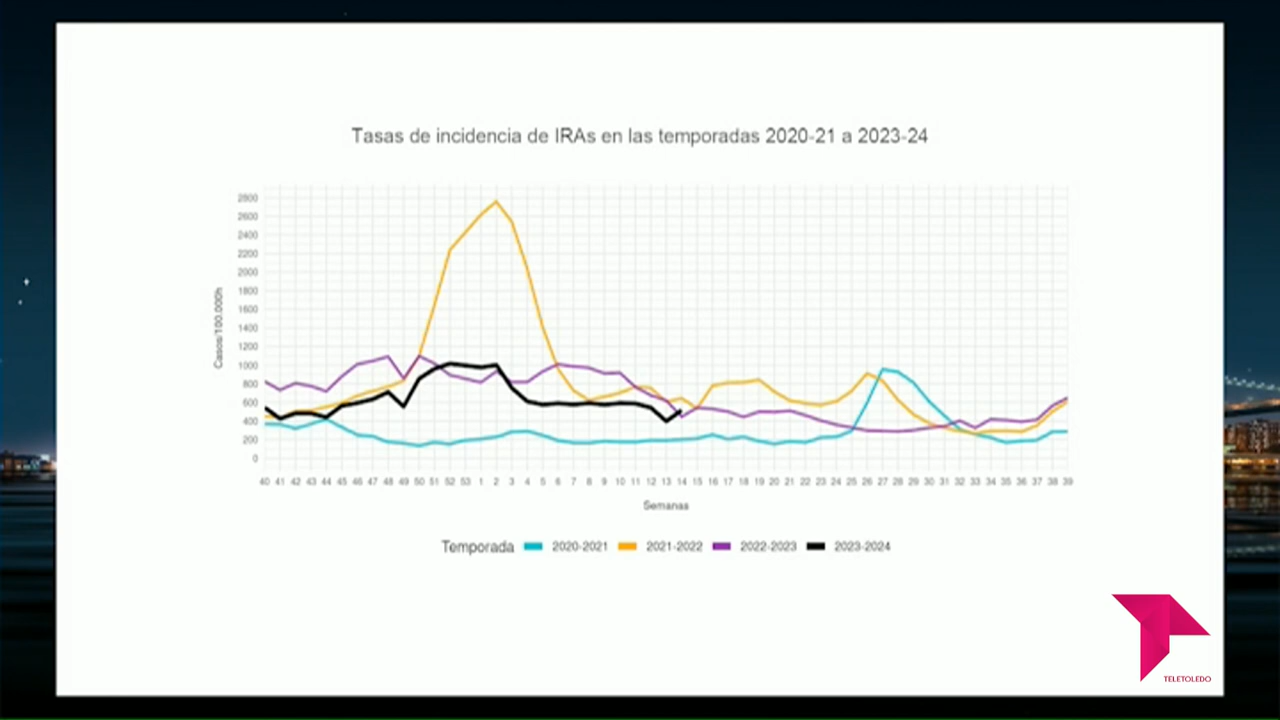 Tasas de incidencia de IRAs en las temporadas 2020-21 a 2023-24
2800
2600
2400
2200
2000
1800
1600
1400
1200
1000
800
600
400
200
0
Casos/100.000h
40 41 42 43 44 45 46 47 48 49 50 51 52 53 1 2 3 4 5 6 7 8 9 10 11 12 13 14 15 16 17 18 19 20 21 22 23 24 25 26 27 28 29 30 31 32 33 34 35 36 37 38 39
Semanas
Temporada 2020-2021 2021-2022 2022-2023 2023-2024
TELETOLEDO